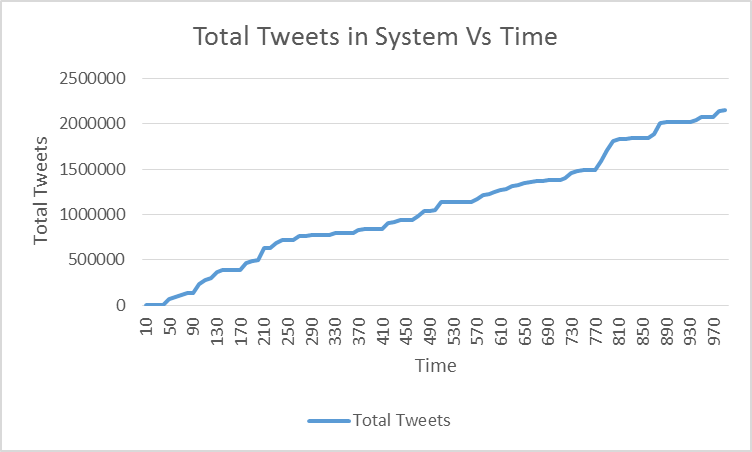 Total Tweets in System Vs Time
2500000
2000000
1500000
1000000
500000
0
Total Tweets
10 50 90 130 170 210 250 290 330 370 410 450 490 530 570 610 650 690 730 770 810 850 890 930 970
Time
Total Tweets